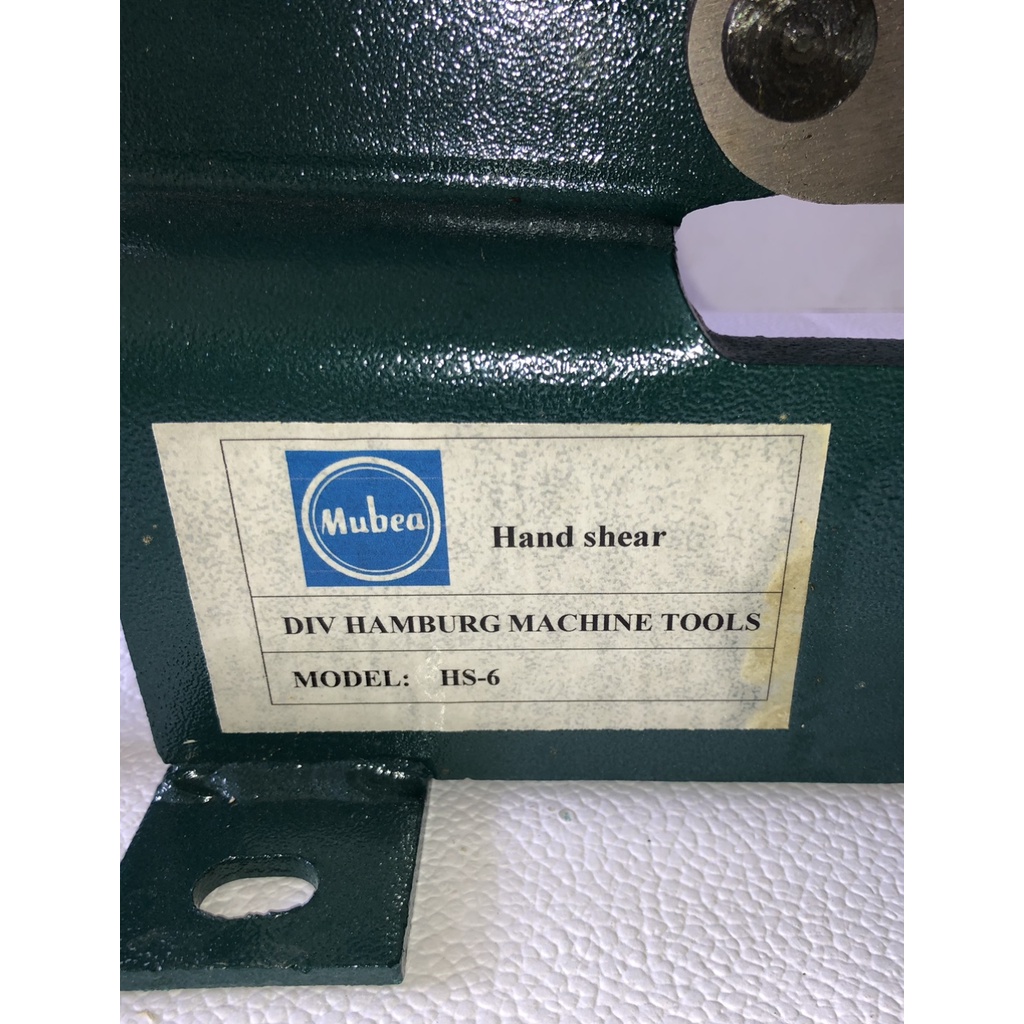 Mubea
Hand shear
DIV HAMBURG MACHINE TOOLS
MODEL: HS-6